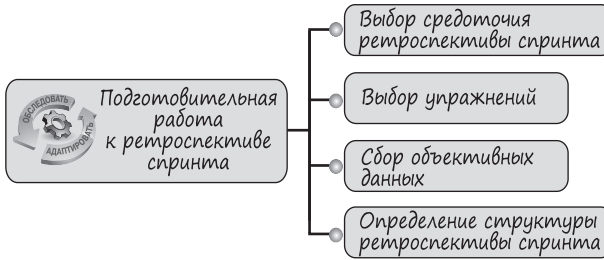 ОБСЛЕДОВАТЬ
АДАПТИРОВАТЬ
Подготовительная
работа
к ретроспективе
спринта
Выбор средоточия
ретроспективы спринта
Выбор упражнений
Сбор объективных
данных
Определение структуры
ретроспективы спринта